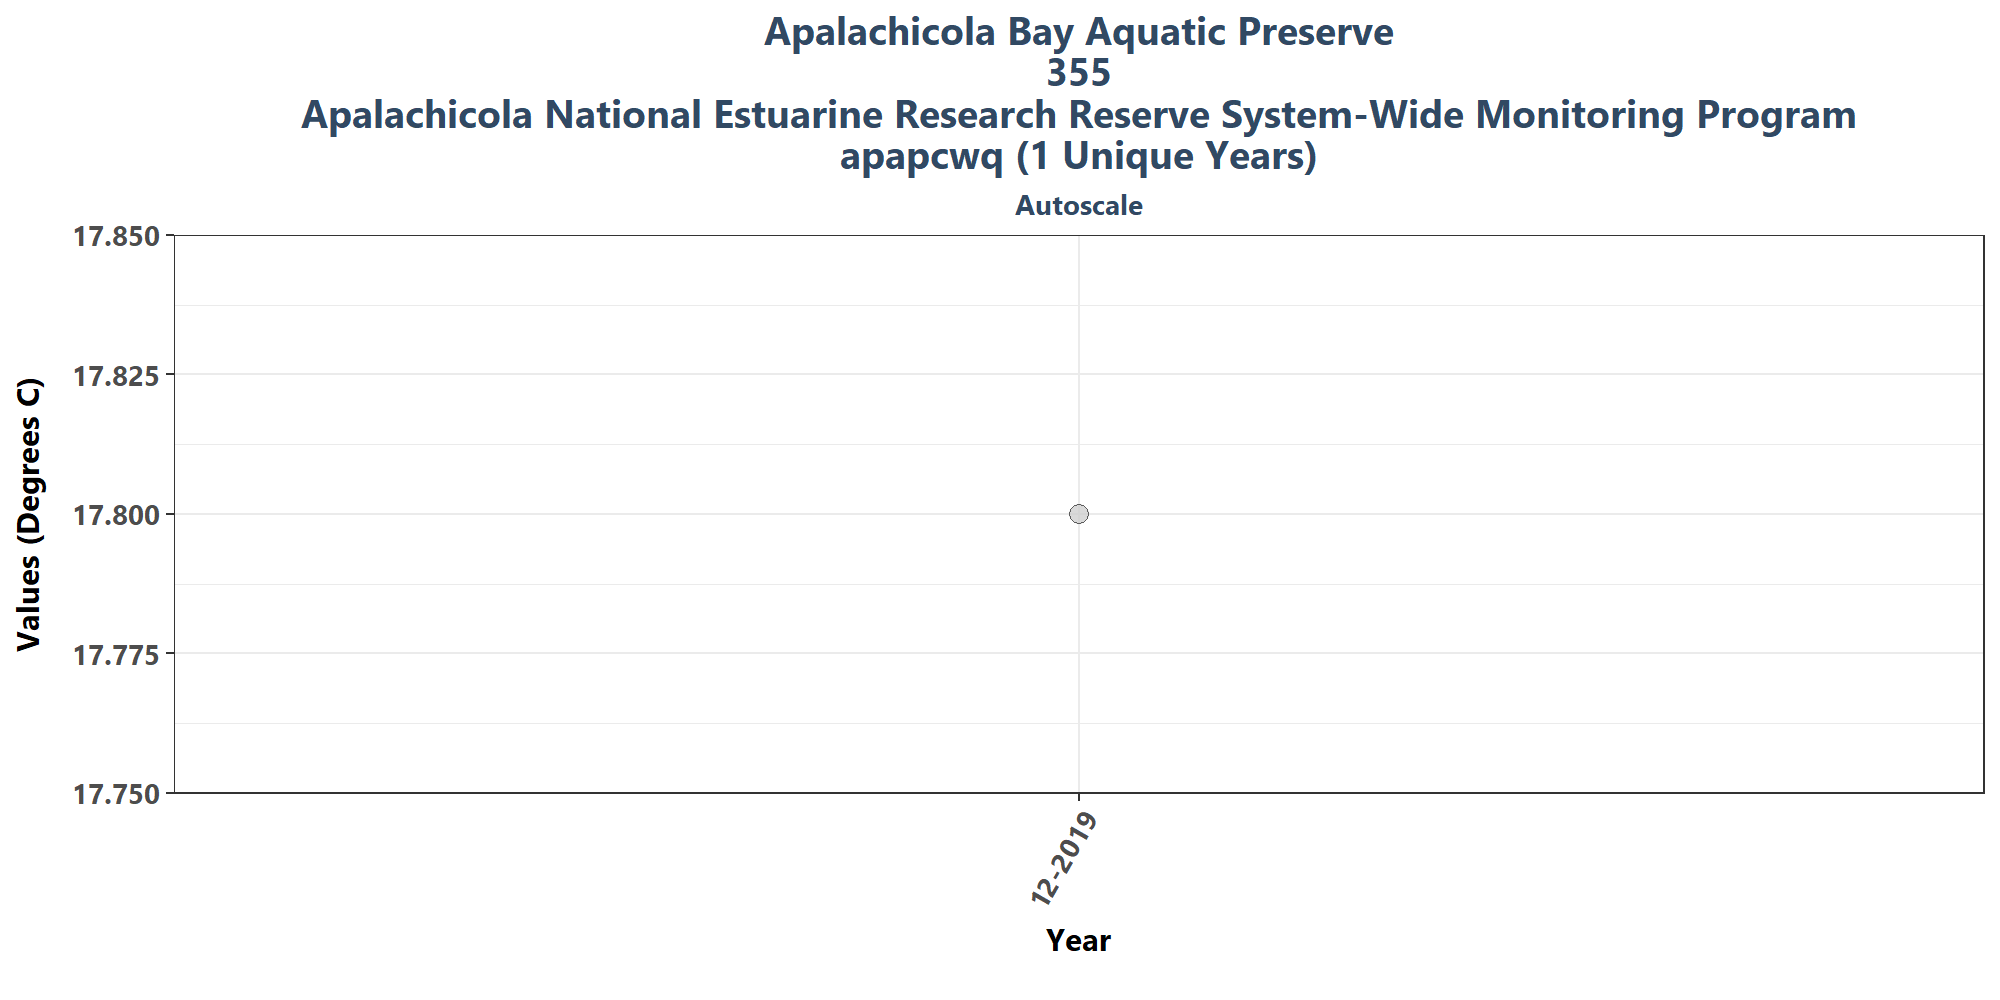 Apalachicola Bay Aquatic Preserve
355
Apalachicola National Estuarine Research Reserve System-Wide Monitoring Program
apapcwq (1 Unique Years)
Autoscale
17.850
17.825
17.800
17.775
17.750
Values (Degrees C)
12-2019
Year